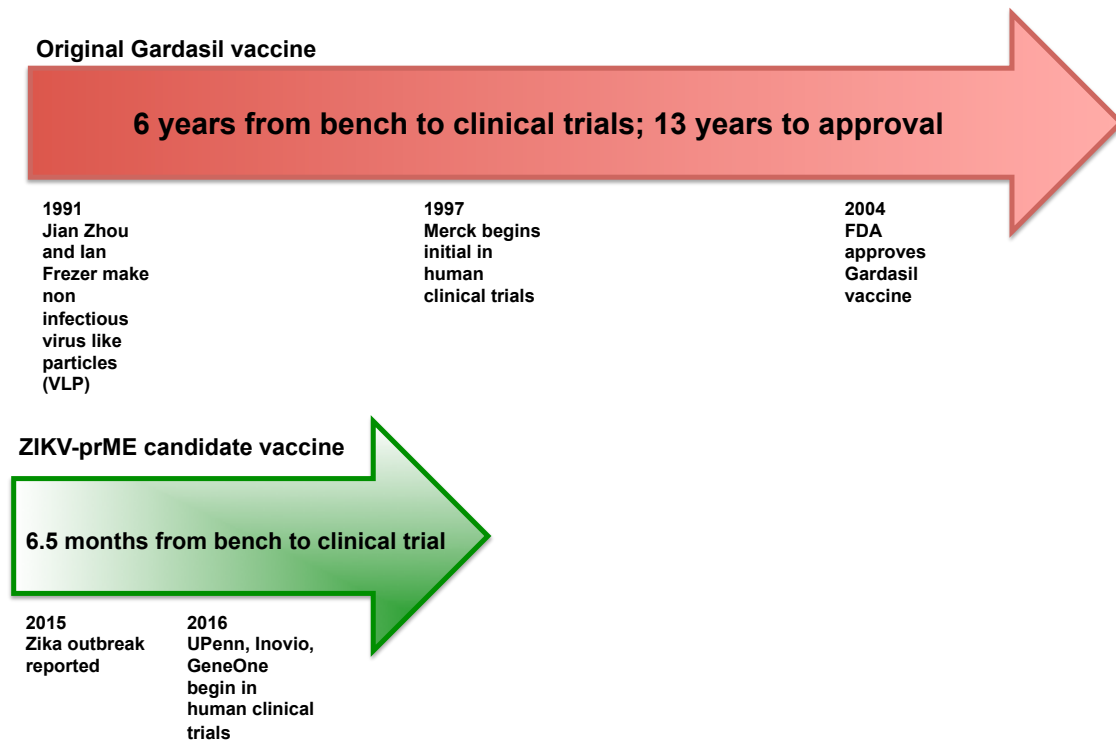 Original Gardasil vaccine
6 years from bench to clinical trials; 13 years to approval
1991
Jian Zhou
and Ian
Frezer make
non
infectious
virus like
particles
(VLP)
1997
Merck begins
initial in
human
clinical trials
2004
FDA
approves
Gardasil
vaccine
ZIKV-prME candidate vaccine
6.5 months from bench to clinical trial
2015
Zika outbreak
reported
2016
UPenn, Inovio,
GeneOne
begin in
human clinical
trials